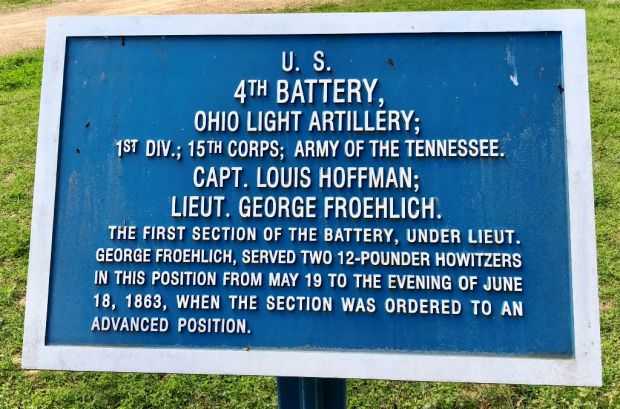 U. S.
4TH BATTERY,
OHIO LIGHT ARTILLERY;
1ST DIV.; 15TH CORPS; ARMY OF THE TENNESSEE.
CAPT. LOUIS HOFFMAN;
LIEUT. GEORGE FROEHLICH.
THE FIRST SECTION OF THE BATTERY, UNDER LIEUT.
GEORGE FROEHLICH, SERVED TWO 12-POUNDER HOWITZERS
IN THIS POSITION FROM MAY 19 TO THE EVENING OF JUNE
18, 1863, WHEN THE SECTION WAS ORDERED TO AN
ADVANCED POSITION.